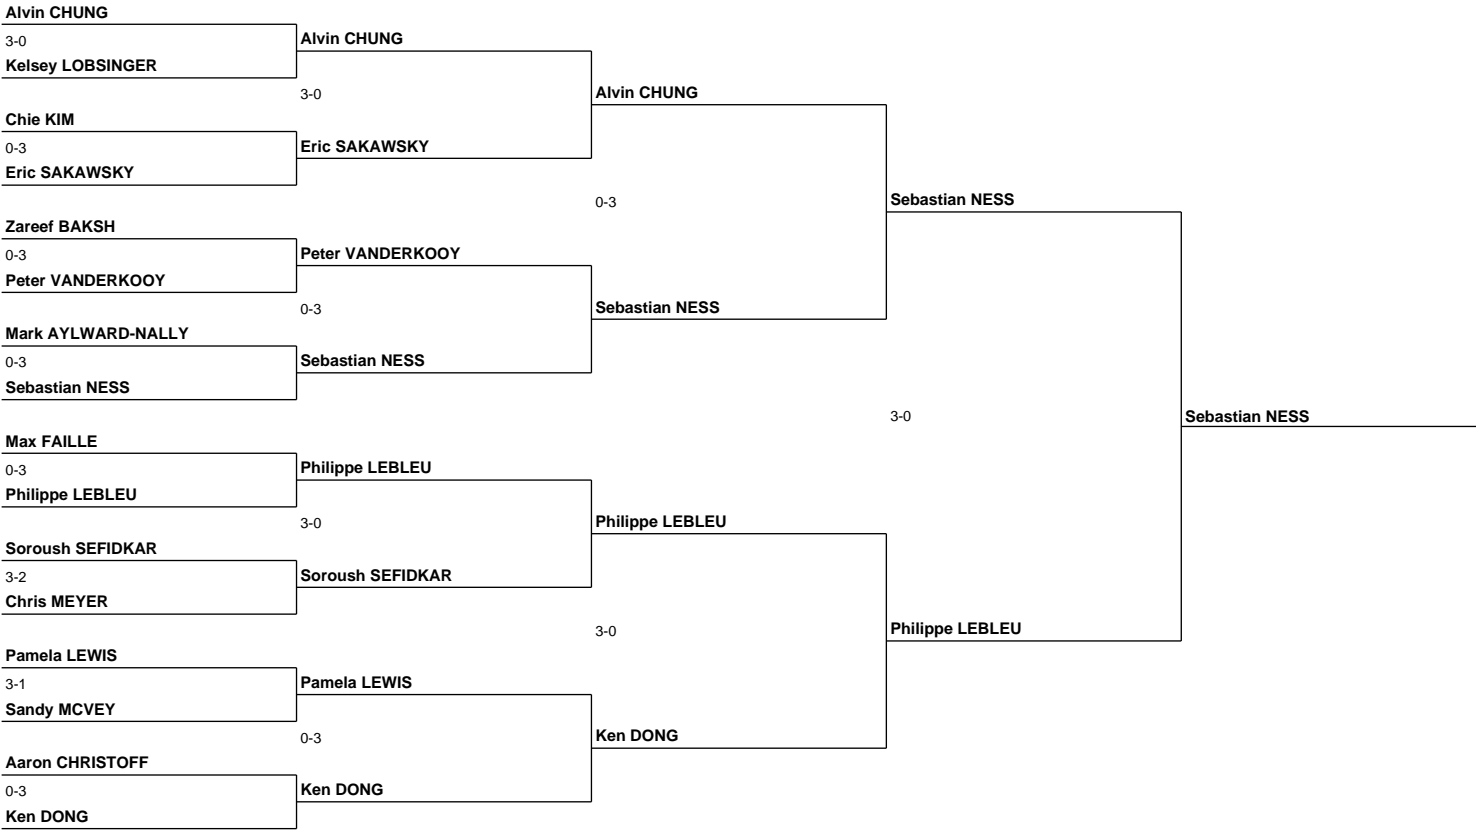 Alvin CHUNG
3-0
Kelsey LOBSINGER
Chie KIM
0-3
Eric SAKAWSKY
Zareef BAKSH
0-3
Peter VANDERKOOY
Mark AYLWARD-NALLY
0-3
Sebastian NESS
Max FAILLE
0-3
Philippe LEBLEU
Soroush SEFIDKAR
3-2
Chris MEYER
Pamela LEWIS
3-1
Sandy MCVEY
Aaron CHRISTOFF
0-3
Ken DONG
Alvin CHUNG
3-0
Eric SAKAWSKY
Peter VANDERKOOY
0-3
Sebastian NESS
Philippe LEBLEU
3-0
Soroush SEFIDKAR
Pamela LEWIS
0-3
Ken DONG
Alvin CHUNG
0-3
Sebastian NESS
Philippe LEBLEU
3-0
Ken DONG
Sebastian NESS
3-0
Philippe LEBLEU
Sebastian NESS